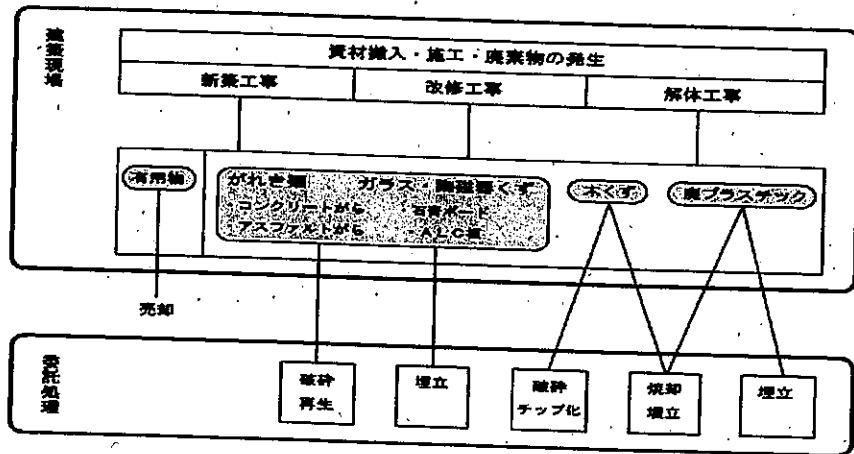 建築現場
資材搬入・施工・廃棄物の発生
新築工事 改修工事 解体工事
有用物
がれき類 ガラス・陶磁器くず
コンクリートがら 石膏ボード
アスファルトがら ALC板
木くず
廃プラスチック
売却
委託処理
破砕
再生
埋立
破砕
チップ化
焼却
埋立
埋立